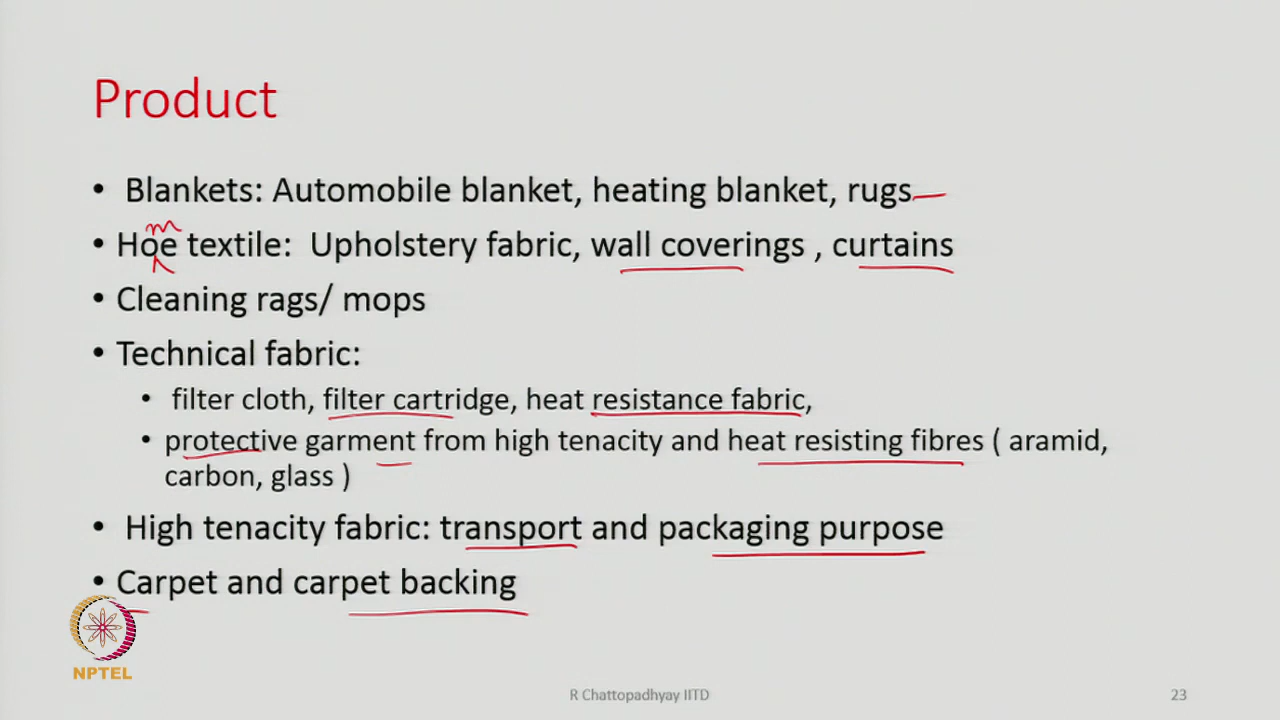 Product
• Blankets: Automobile blanket, heating blanket, rugs
m
• Hoe textile: Upholstery fabric, wall coverings , curtains
• Cleaning rags/ mops
• Technical fabric:
• filter cloth, filter cartridge, heat resistance fabric,
• protective garment from high tenacity and heat resisting fibres ( aramid,
carbon, glass )
• High tenacity fabric: transport and packaging purpose
• Carpet and carpet backing
NPTEL
R Chattopadhyay IITD
23